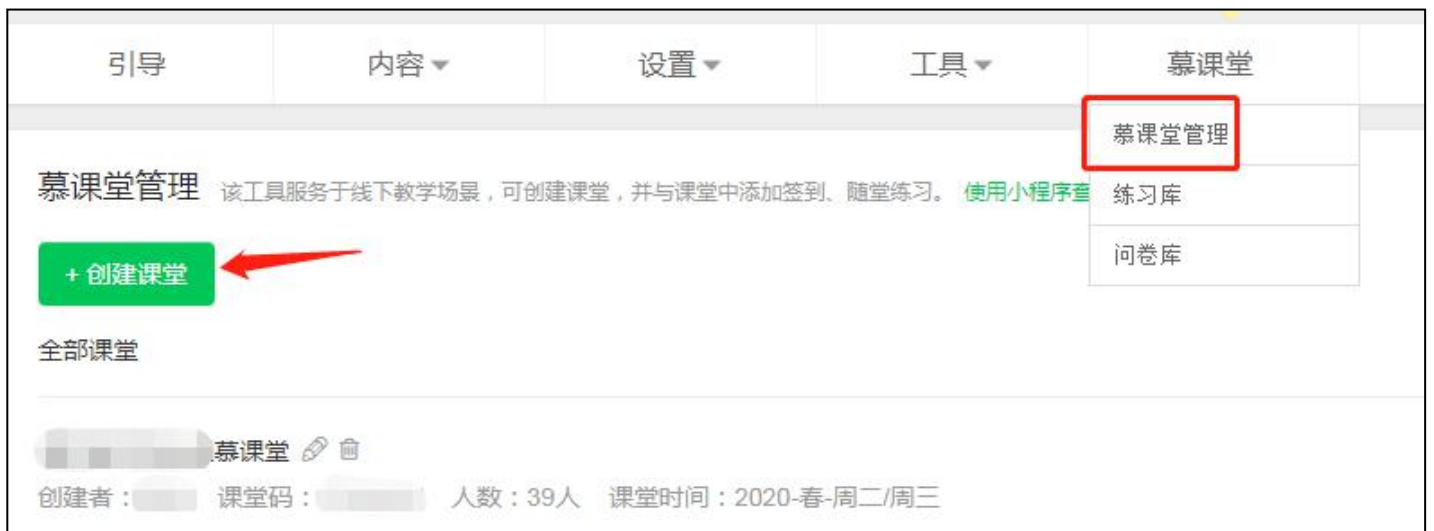 引导 内容 设置 工具 慕课堂
慕课堂管理
慕课堂管理 该工具服务于线下教学场景，可创建课堂，并与课堂中添加签到、随堂练习。 使用小程序查
练习库
+ 创建课堂
问卷库
全部课堂
慕课堂
创建者： 课堂码： 人数：39人 课堂时间：2020-春-周二/周三